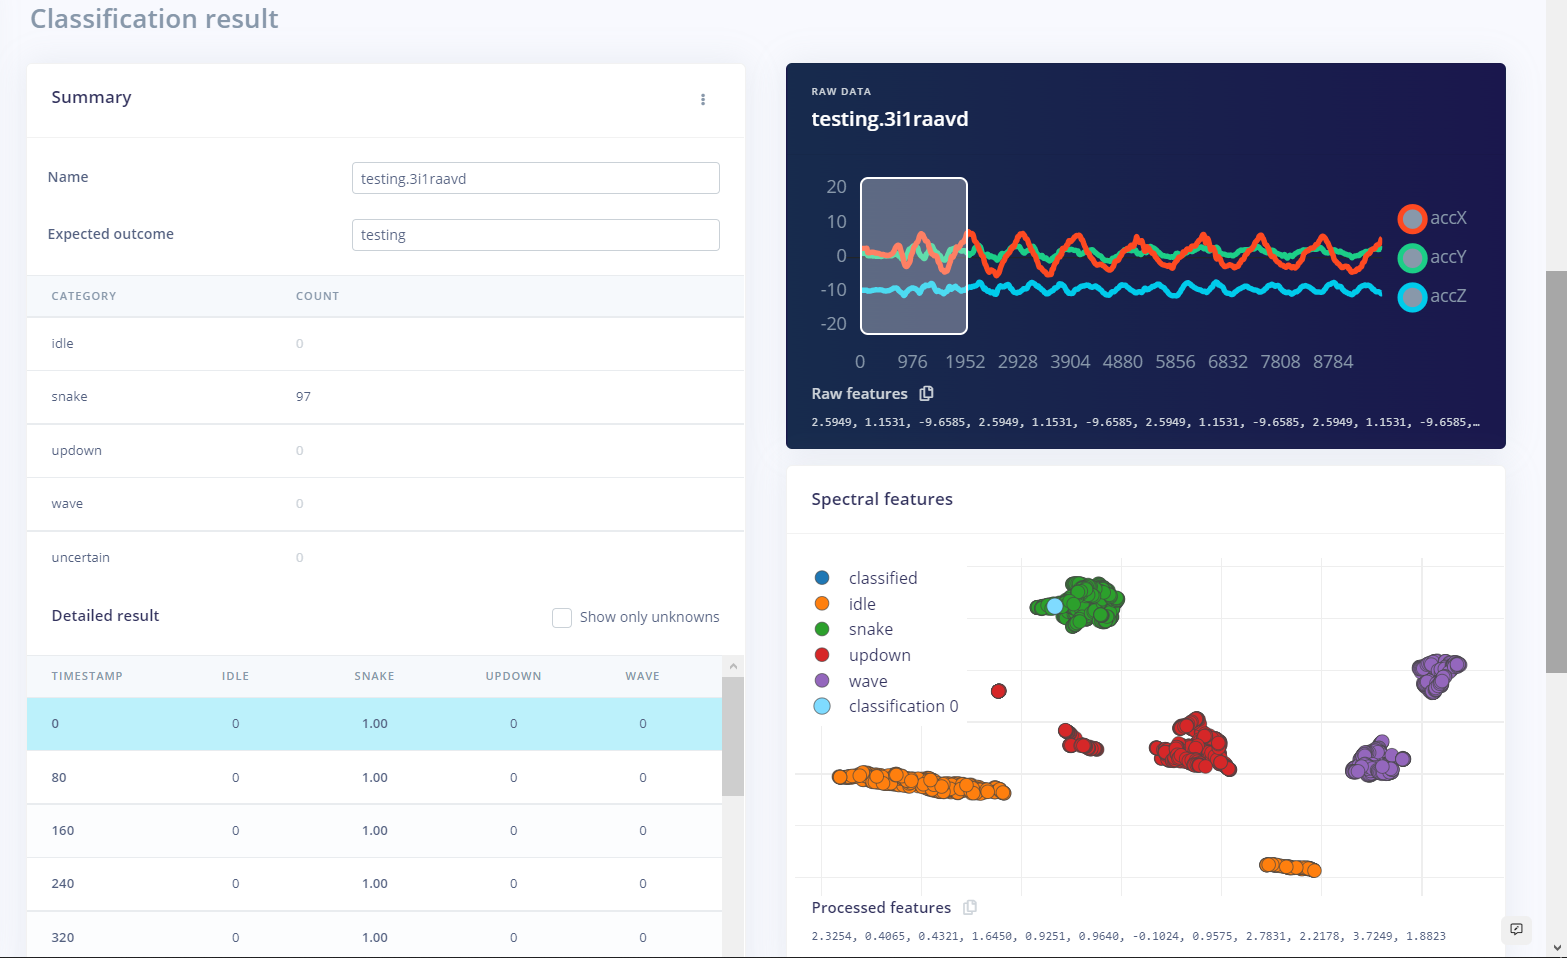 Classification result
Summary
Name
testing.3i1raavd
Expected outcome
testing
CATEGORY COUNT
idle 0
snake 97
updown 0
wave 0
uncertain 0
Detailed result
Show only unknowns
TIMESTAMP IDLE SNAKE UPDOWN WAVE
0 0 1.00 0 0
80 0 1.00 0 0
160 0 1.00 0 0
240 0 1.00 0 0
320 0 1.00 0 0
RAW DATA
testing.3i1raavd
20
10
0
-10
-20
0 976 1952 2928 3904 4880 5856 6832 7808 8784
accX
accY
accZ
Raw features
2.5949, 1.1531, -9.6585, 2.5949, 1.1531, -9.6585, 2.5949, 1.1531, -9.6585, 2.5949, 1.1531, -9.6585,…
Spectral features
classified
idle
snake
updown
wave
classification 0
Processed features
2.3254, 0.4065, 0.4321, 1.6450, 0.9251, 0.9640, -0.1024, 0.9575, 2.7831, 2.2178, 3.7249, 1.8823